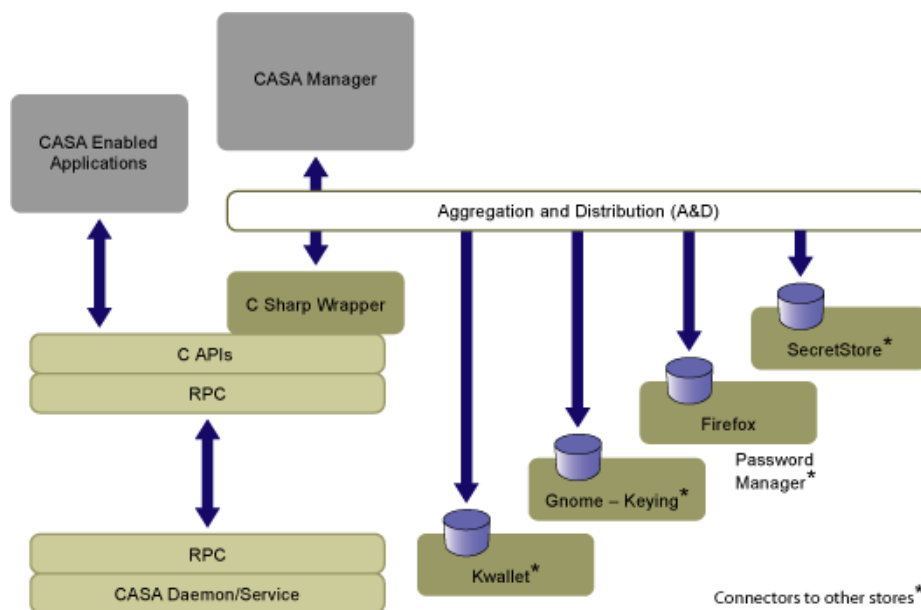 CASA Manager
CASA Enabled
Applications
Aggregation and Distribution (A&D)
C Sharp Wrapper
C APIs
RPC
SecretStore*
Firefox
Password
Manager*
Gnome – Keying*
RPC
CASA Daemon/Service
Kwallet*
Connectors to other stores*